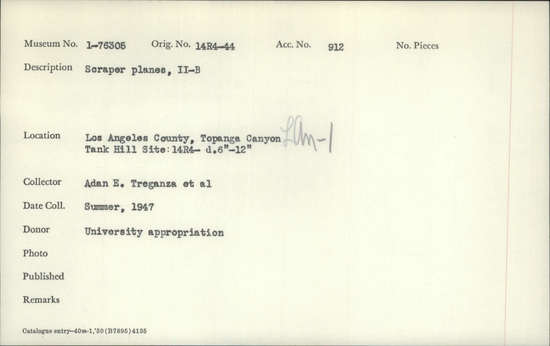 Museum No. 1-76305 Orig. No. 14R4-44 Acc. No. 912 No. Pieces
Description Scraper planes, II-B
Location Los Angeles County, Topanga Canyon LAn-1
Tank Hill Site:14R4- d.6"-12"
Collector Adan E. Treganza et al
Date Coll. Summer, 1947
Donor University appropriation
Photo
Published
Remarks
Catalogue entry—40m-1,'50(B7895)4135